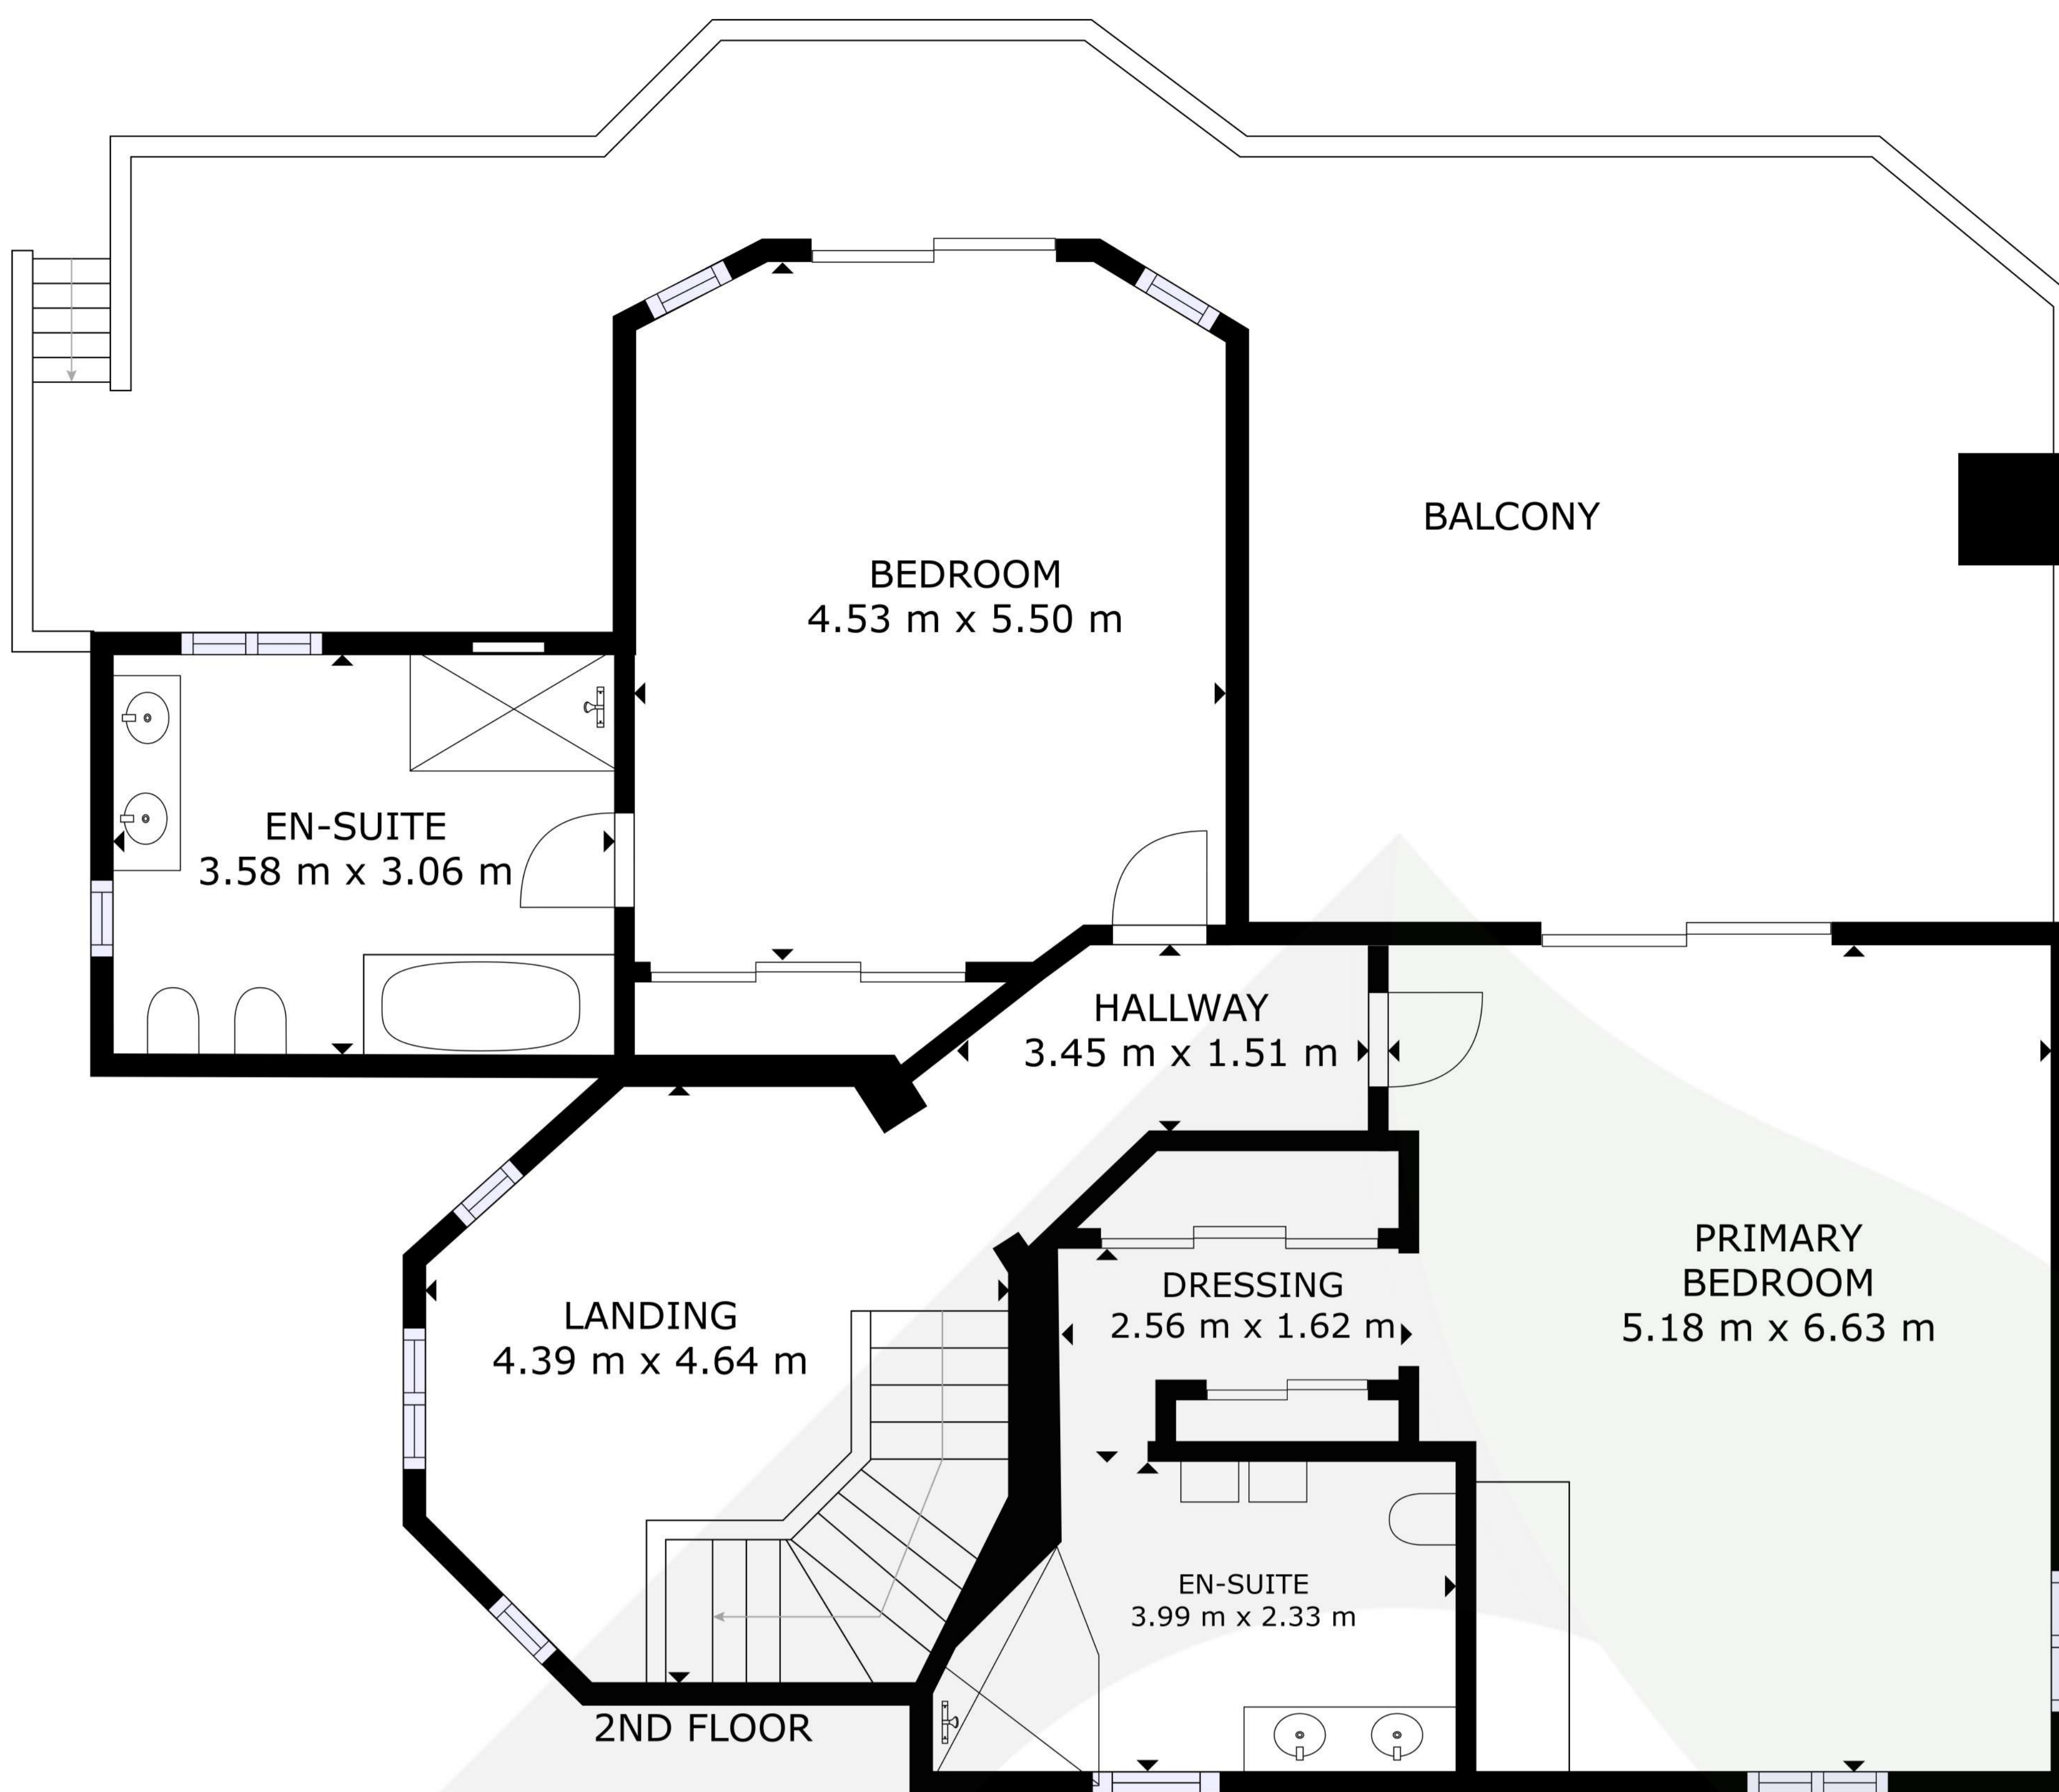 BALCONY
BEDROOM
4.53 m x 5.50 m
EN-SUITE
3.58 m x 3.06 m
HALLWAY
3.45 m x 1.51 m
PRIMARY
BEDROOM
5.18 m x 6.63 m
DRESSING
2.56 m x 1.62 m
LANDING
4.39 m x 4.64 m
EN-SUITE
3.99 m x 2.33 m
2ND FLOOR